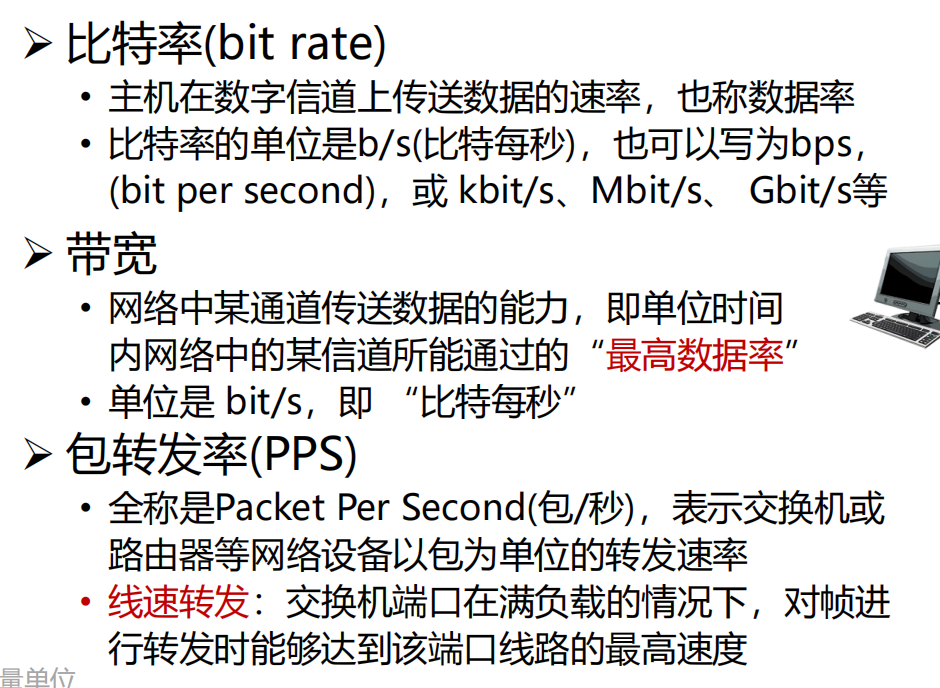 ➢ 比特率(bit rate)
• 主机在数字信道上传送数据的速率，也称数据率
• 比特率的单位是b/s(比特每秒)，也可以写为bps，
(bit per second)，或 kbit/s、Mbit/s、 Gbit/s等
➢ 带宽
• 网络中某通道传送数据的能力，即单位时间
内网络中的某信道所能通过的“最高数据率”
• 单位是 bit/s，即 “比特每秒”
➢ 包转发率(PPS)
• 全称是Packet Per Second(包/秒)，表示交换机或
路由器等网络设备以包为单位的转发速率
• 线速转发：交换机端口在满负载的情况下，对帧进
行转发时能够达到该端口线路的最高速度
量单位